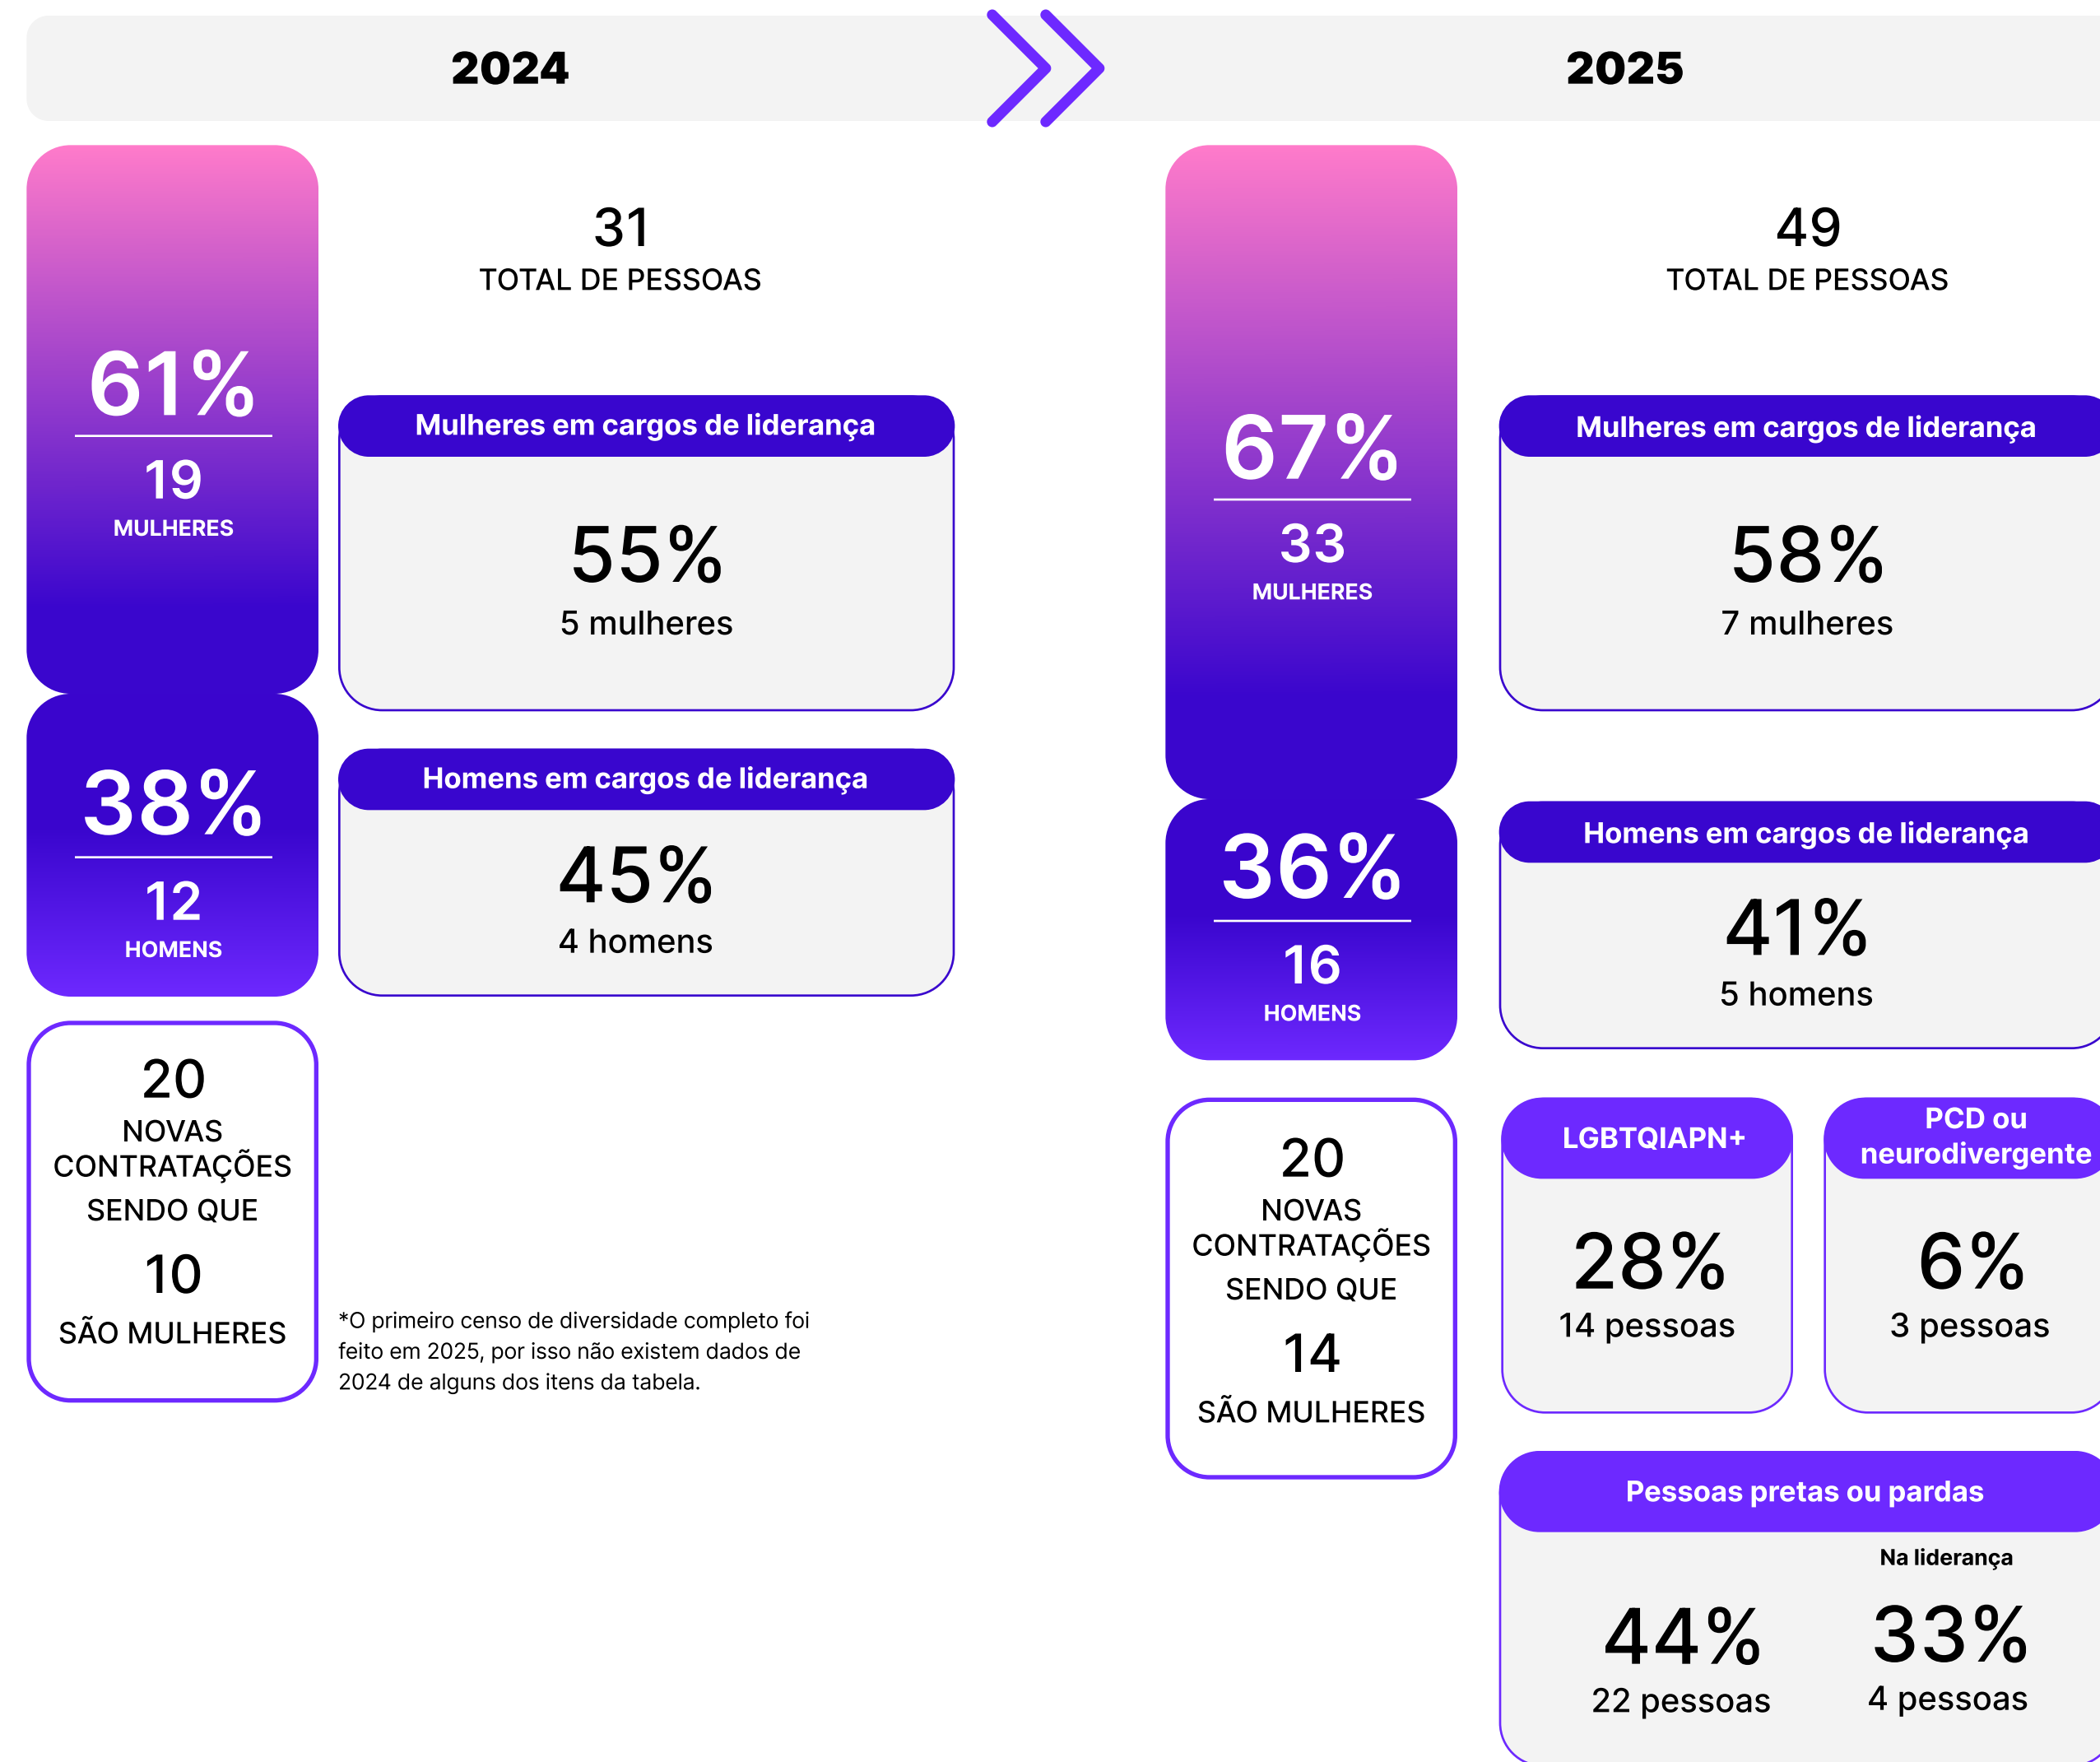 2024
31
TOTAL DE PESSOAS
61%
19
MULHERES
Mulheres em cargos de liderança
55%
5 mulheres
38%
12
HOMENS
Homens em cargos de liderança
45%
4 homens
20
NOVAS
CONTRATAÇÕES
SENDO QUE
10
SÃO MULHERES
*O primeiro censo de diversidade completo foi
feito em 2025, por isso não existem dados de
2024 de alguns dos itens da tabela.
2025
49
TOTAL DE PESSOAS
67%
33
MULHERES
Mulheres em cargos de liderança
58%
7 mulheres
36%
16
HOMENS
Homens em cargos de liderança
41%
5 homens
20
NOVAS
CONTRATAÇÕES
SENDO QUE
14
SÃO MULHERES
LGBTQIAPN+
28%
14 pessoas
PCD ou
neurodivergente
6%
3 pessoas
Pessoas pretas ou pardas
44%
22 pessoas
Na liderança
33%
4 pessoas